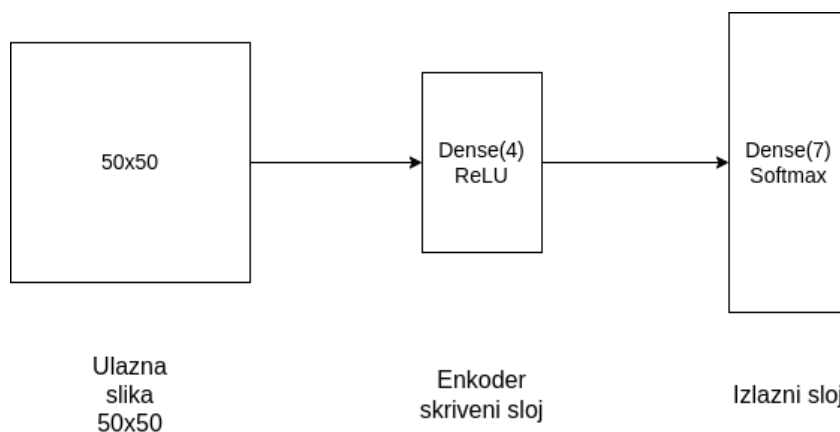 50x50
Dense(4)
ReLU
Dense(7)
Softmax
Ulazna
slika
50x50
Enkoder
skriveni sloj
Izlazni sloj